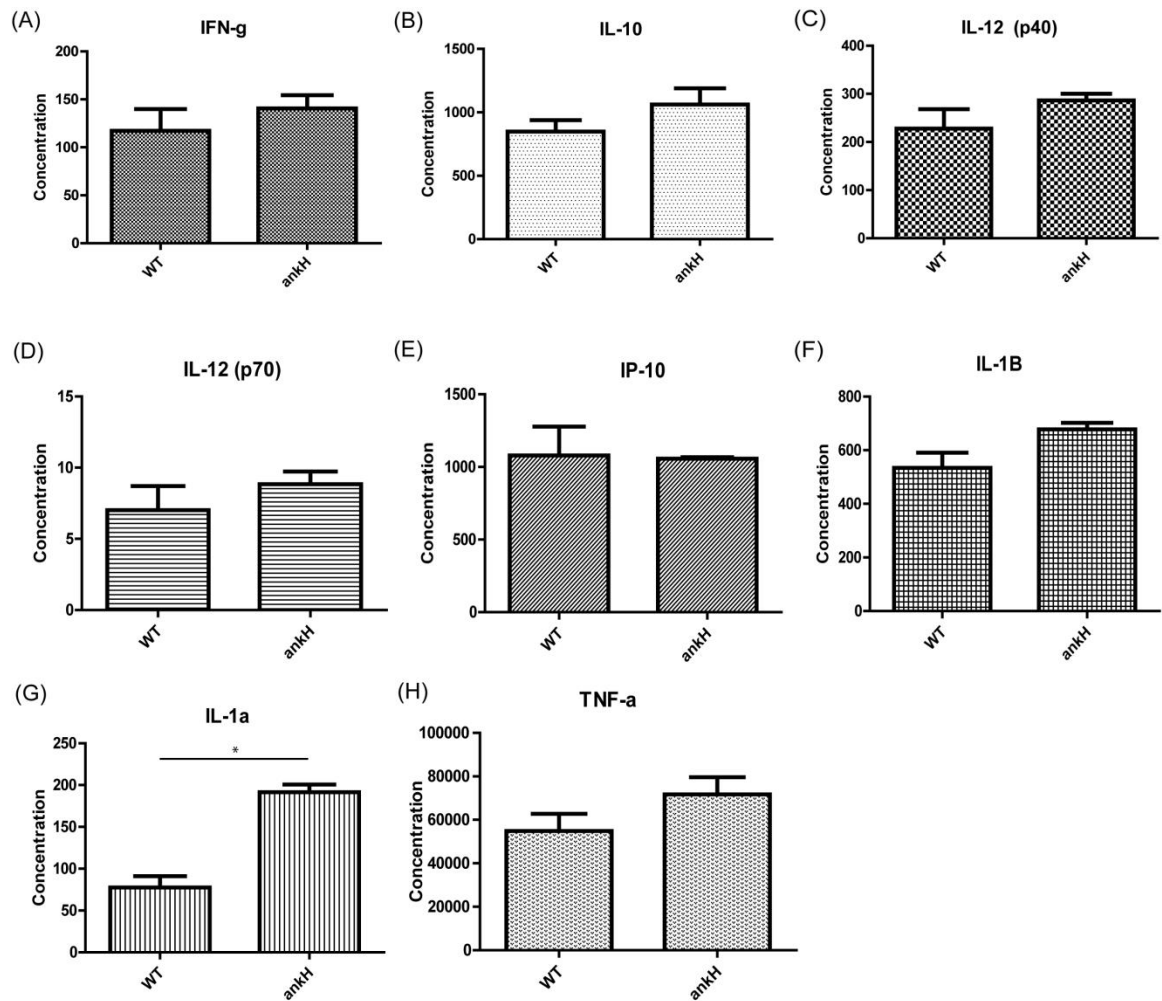 (A)
IFN-g
200
150
100
50
0
Concentration
WT
ankH
(B)
IL-10
1500
1000
500
0
Concentration
WT
ankH
(C)
IL-12 (p40)
400
300
200
100
0
Concentration
WT
ankH
(D)
IL-12 (p70)
15
10
5
0
Concentration
WT
ankH
(E)
IP-10
1500
1000
500
0
Concentration
WT
ankH
(F)
IL-1B
800
600
400
200
0
Concentration
WT
ankH
(G)
IL-1a
250
200
150
100
50
0
Concentration
*
WT
ankH
(H)
TNF-a
100000
80000
60000
40000
20000
0
Concentration
WT
ankH